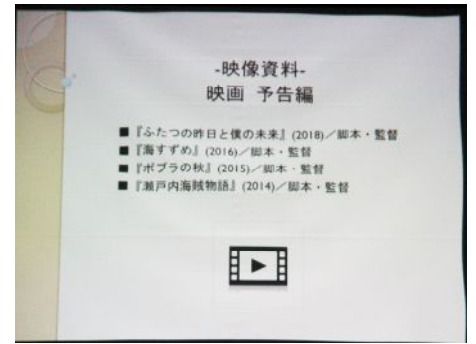 -映像資料-
映画 予告編
■『ふたつの昨日と僕の未来』(2018)／脚本・監督
■『海すずめ』(2016)／脚本・監督
■『ポプラの秋』(2015)／脚本・監督
■『瀬戸内海賊物語』(2014)／脚本・監督